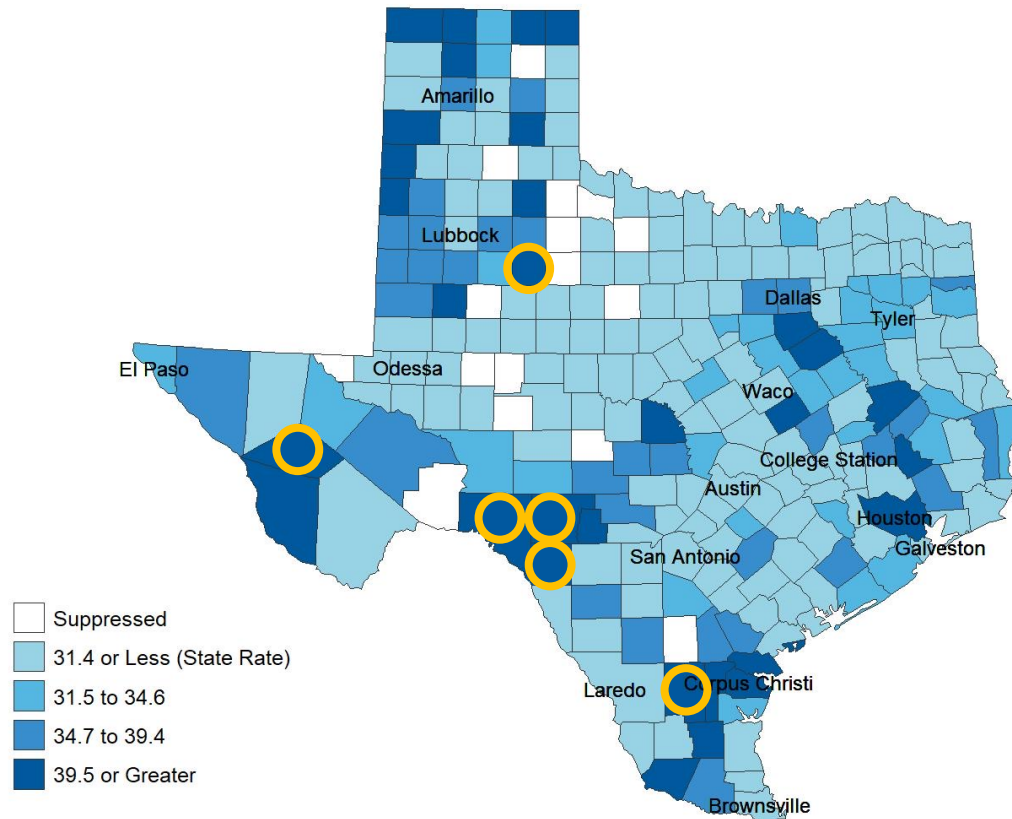 Amarillo
Lubbock
Dallas
Tyler
El Paso
Odessa
Waco
College Station
Austin
Houston
San Antonio
Galveston
Suppressed
31.4 or Less (State Rate)
Laredo
Corpus Christi
31.5 to 34.6
34.7 to 39.4
39.5 or Greater
Brownsville